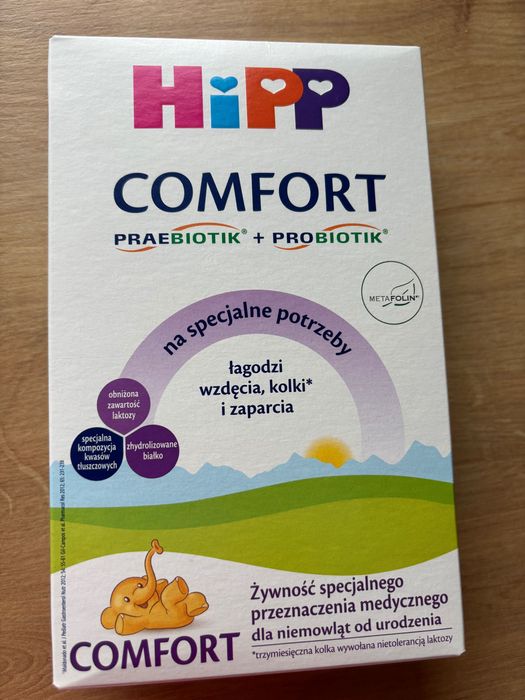 HiPP
COMFORT
PRAEBIOTIK® + PROBIOTIK®
METAFOLIN®
na specjalne potrzeby
łagodzi
wzdęcia, kolki*
i zaparcia
obniżona
zawartość
laktozy
specjalna
kompozycja
kwasów
tłuszczowych
zhydrolizowane
białko
COMFORT
Żywność specjalnego
przeznaczenia medycznego
dla niemowląt od urodzenia
*trzymiesięczna kolka wywołana nietolerancją laktozy